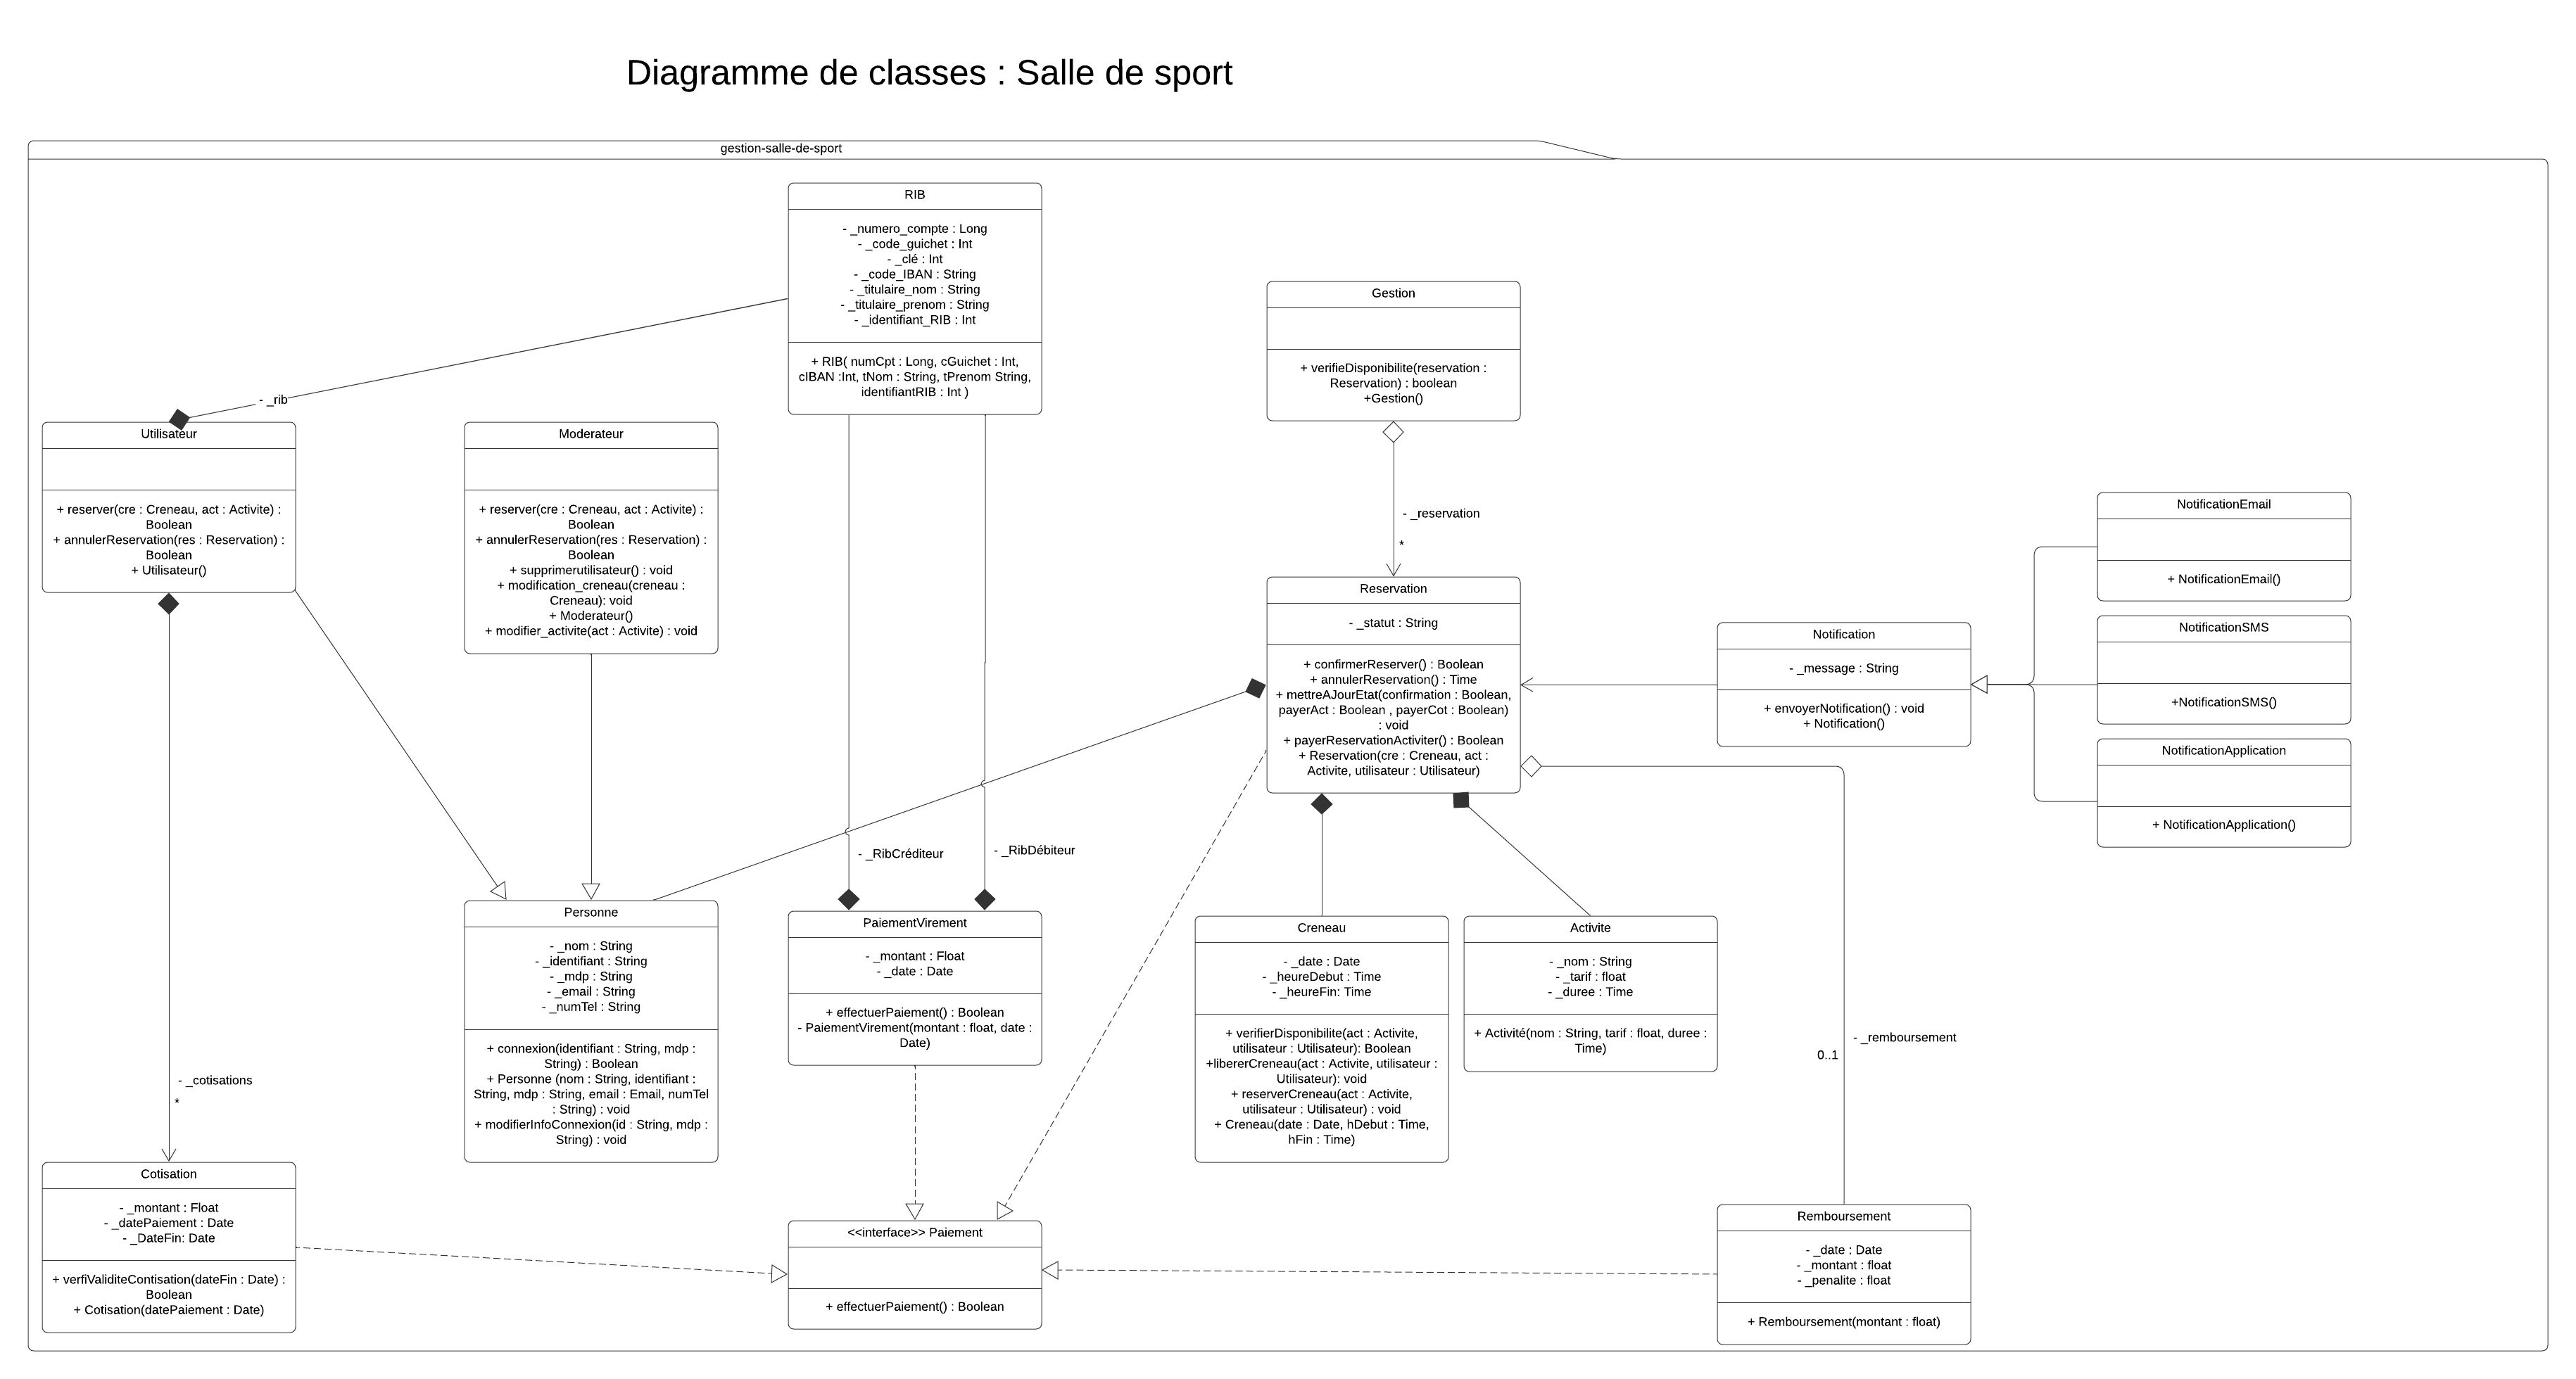 Diagramme de classes : Salle de sport
gestion-salle-de-sport
RIB
- _numero_compte : Long
- _code_guichet : Int
- _clé : Int
- _code_IBAN : String
- _titulaire_nom : String
- _titulaire_prenom : String
- _identifiant_RIB : Int
+ RIB( numCpt : Long, cGuichet : Int,
cIBAN :Int, tNom : String, tPrenom String,
identifiantRIB : Int )
Gestion
+ verifieDisponibilite(reservation :
Reservation) : boolean
+Gestion()
- _rib
Utilisateur
+ reserver(cre : Creneau, act : Activite) :
Boolean
+ annulerReservation(res : Reservation) :
Boolean
+ Utilisateur()
Moderateur
+ reserver(cre : Creneau, act : Activite) :
Boolean
+ annulerReservation(res : Reservation) :
Boolean
+ supprimerutilisateur() : void
+ modification_creneau(creneau :
Creneau): void
+ Moderateur()
+ modifier_activite(act : Activite) : void
- _reservation
*
NotificationEmail
+ NotificationEmail()
Reservation
- _statut : String
+ confirmerReserver() : Boolean
+ annulerReservation() : Time
+ mettreAJourEtat(confirmation : Boolean,
payerAct : Boolean , payerCot : Boolean)
: void
+ payerReservationActiviter() : Boolean
+ Reservation(cre : Creneau, act :
Activite, utilisateur : Utilisateur)
Notification
- _message : String
+ envoyerNotification() : void
+ Notification()
NotificationSMS
+NotificationSMS()
NotificationApplication
+ NotificationApplication()
- _RibCréditeur
- _RibDébiteur
Personne
- _nom : String
- _identifiant : String
- _mdp : String
- _email : String
- _numTel : String
+ connexion(identifiant : String, mdp :
String) : Boolean
+ Personne (nom : String, identifiant :
String, mdp : String, email : Email, numTel
: String) : void
+ modifierInfoConnexion(id : String, mdp :
String) : void
PaiementVirement
- _montant : Float
- _date : Date
+ effectuerPaiement() : Boolean
- PaiementVirement(montant : float, date :
Date)
Creneau
- _date : Date
- _heureDebut : Time
- _heureFin: Time
+ verifierDisponibilite(act : Activite,
utilisateur : Utilisateur): Boolean
+libererCreneau(act : Activite, utilisateur :
Utilisateur): void
+ reserverCreneau(act : Activite,
utilisateur : Utilisateur) : void
+ Creneau(date : Date, hDebut : Time,
hFin : Time)
Activite
- _nom : String
- _tarif : float
- _duree : Time
+ Activité(nom : String, tarif : float, duree :
Time)
- _remboursement
0..1
- _cotisations
*
Cotisation
- _montant : Float
- _datePaiement : Date
- _DateFin: Date
+ verfiValiditeContisation(dateFin : Date) :
Boolean
+ Cotisation(datePaiement : Date)
<<interface>> Paiement
+ effectuerPaiement() : Boolean
Remboursement
- _date : Date
- _montant : float
- _penalite : float
+ Remboursement(montant : float)